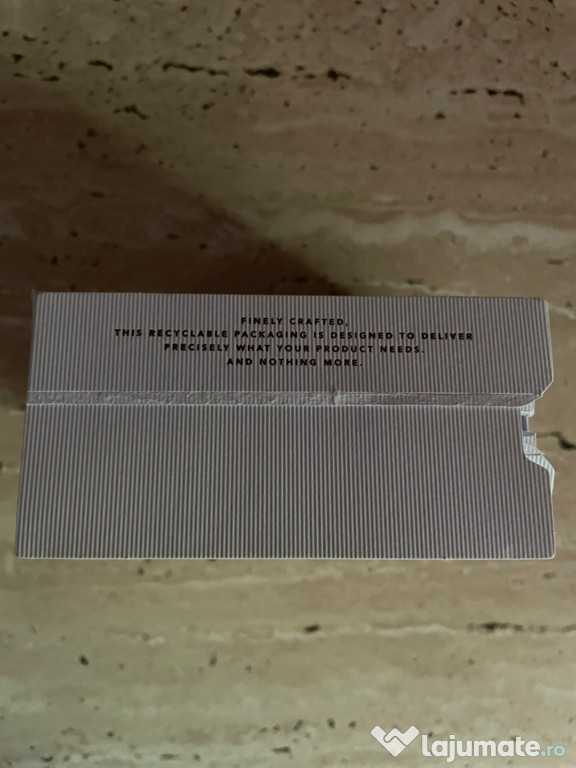 FINELY CRAFTED,
THIS RECYCLABLE PACKAGING IS DESIGNED TO DELIVER
PRECISELY WHAT YOUR PRODUCT NEEDS.
AND NOTHING MORE.
lajumate.ro